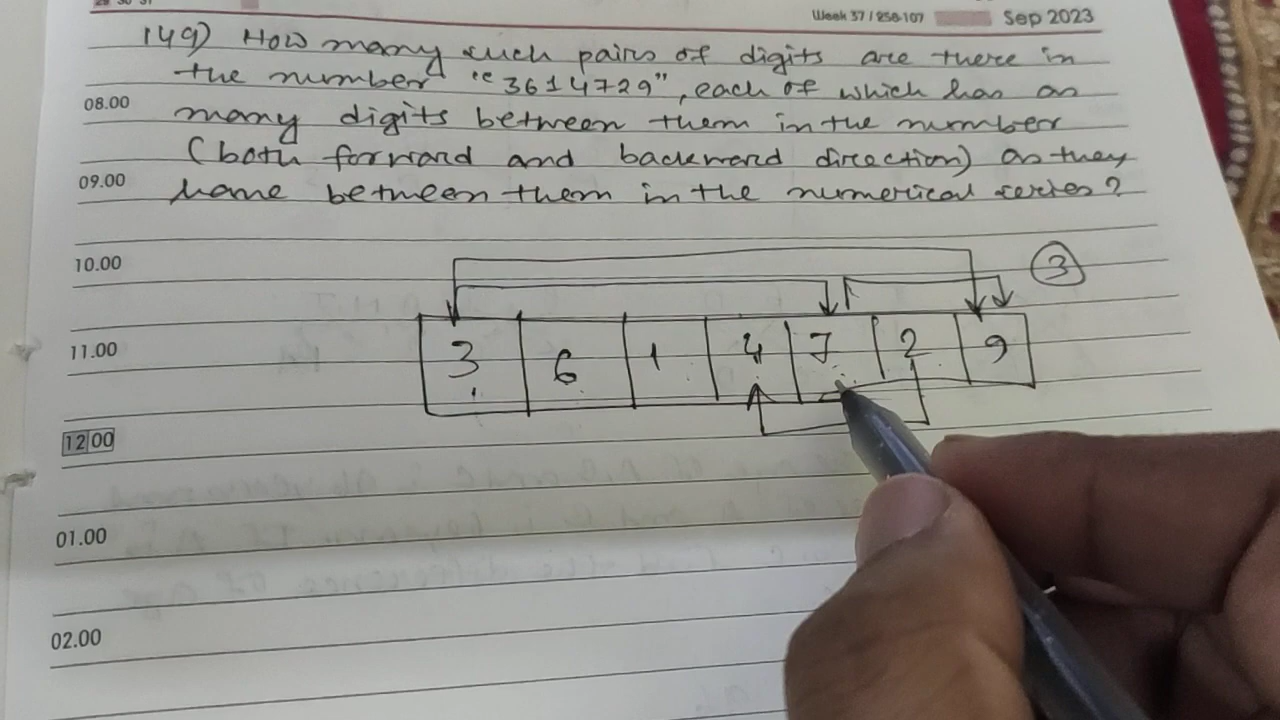 29 30 31
Week 37 / 258-107 Sep 2023
149) How many such pairs of digits are there in
the number "3614729", each of which has as
08.00
many digits between them in the number
(both forward and backward direction) as they
09.00
have between them in the numerical series?
10.00
3
11.00
3 6 1 4 7 2 9
12 00
01.00
02.00